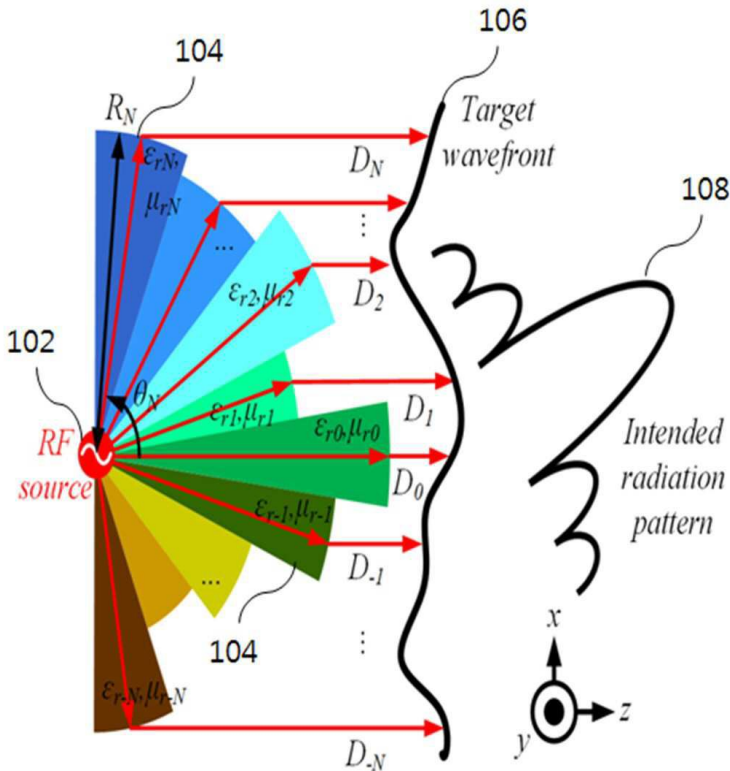 106
104
R_N
Target
wavefront
ε_rN,
μ_rN
D_N
108
...
⋮
ε_r2,μ_r2
D_2
102
θ_N
ε_r1,μ_r1
D_1
RF
source
ε_r0,μ_r0
D_0
Intended
radiation
pattern
ε_r-1,μ_r-1
D_-1
...
104
⋮
x
ε_r-N,μ_r-N
y
z
D_-N